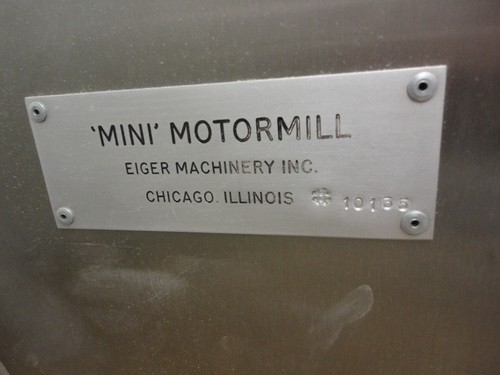 'MINI' MOTORMILL
EIGER MACHINERY INC.
CHICAGO. ILLINOIS